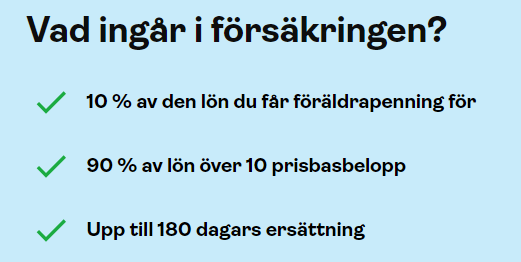 Vad ingår i försäkringen?
10 % av den lön du får föräldrapenning för
90 % av lön över 10 prisbasbelopp
Upp till 180 dagars ersättning